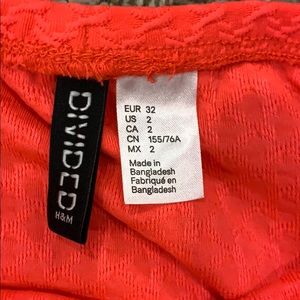 DIVIDED
H&M
EUR 32
US 2
CA 2
CN 155/76A
MX 2
Made in
Bangladesh
Fabriqué en
Bangladesh